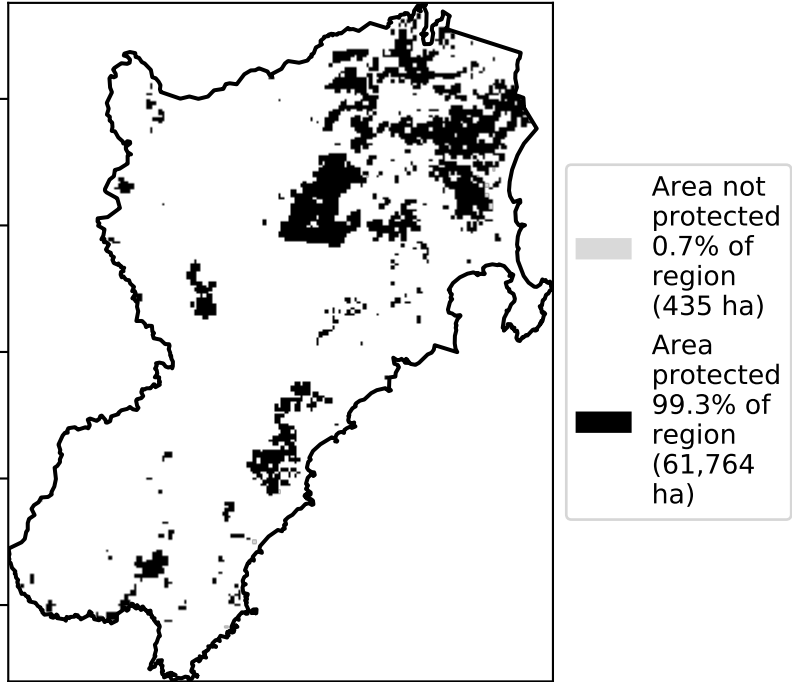 Area not
protected
0.7% of
region
(435 ha)
Area
protected
99.3% of
region
(61,764
ha)